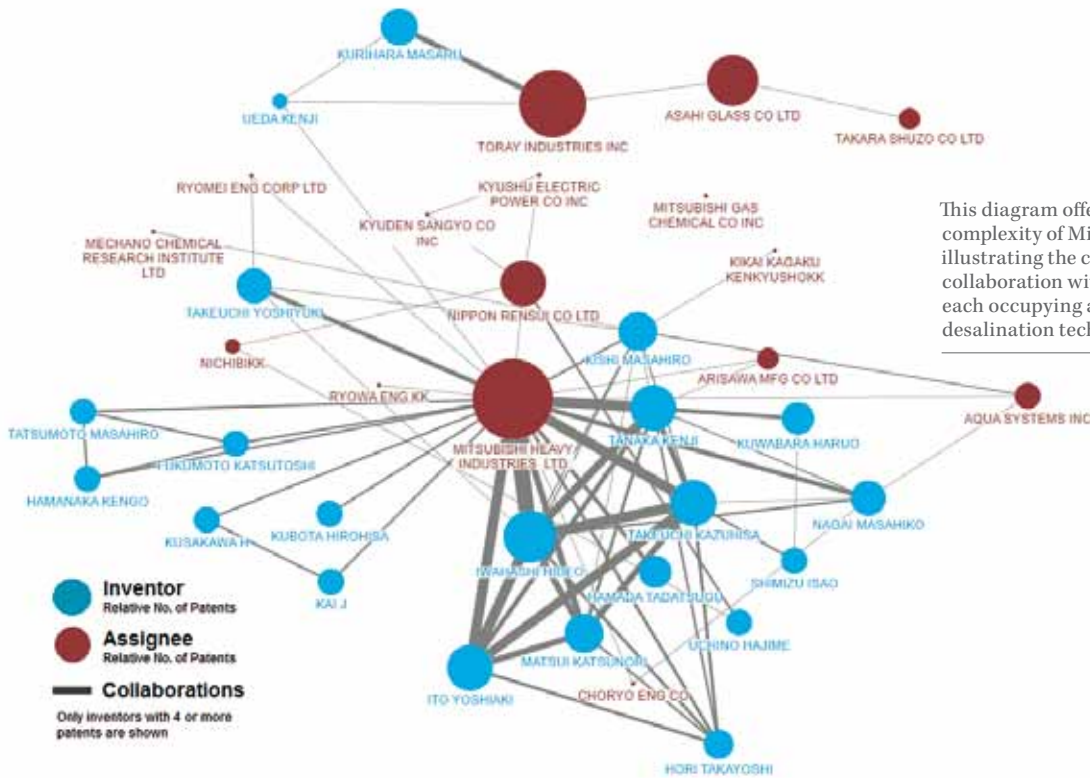 KURIHARA MASARU
UEDA KENJI
TORAY INDUSTRIES INC
ASAHI GLASS CO LTD
TAKARA SHUZO CO LTD
RYOMEI ENG CORP LTD
KYUSHU ELECTRIC
POWER CO INC
KYUDEN SANGYO CO
INC
MITSUBISHI GAS
CHEMICAL CO INC
MECHANO CHEMICAL
RESEARCH INSTITUTE
LTD
KIKAI KAGAKU
KENKYUSHOKK
This diagram offe
complexity of Mi
illustrating the c
collaboration wi
each occupying a
desalination tech
TAKEUCHI YOSHIYUKI
NIPPON RENSUI CO LTD
NICHIBIKK
KISHI MASAHIRO
ARISAWA MFG CO LTD
RYOWA ENG KK
AQUA SYSTEMS INC
TATSUMOTO MASAHIRO
MITSUBISHI HEAVY
INDUSTRIES LTD
TANAKA KENJI
KUWABARA HARUO
FUKUMOTO KATSUTOSHI
HAMANAKA KENGO
KUSAKAWA H
KUBOTA HIROHISA
TAKEUCHI KAZUHISA
NAGAI MASAHIKO
IWAHASHI HIDEO
KAI J
HAMADA TADATSUGU
SHIMIZU ISAO
UCHINO HAJIME
MATSUI KATSUNORI
ITO YOSHIAKI
CHORYO ENG CO
HORI TAKAYOSHI
Inventor
Relative No. of Patents
Assignee
Relative No. of Patents
Collaborations
Only inventors with 4 or more
patents are shown